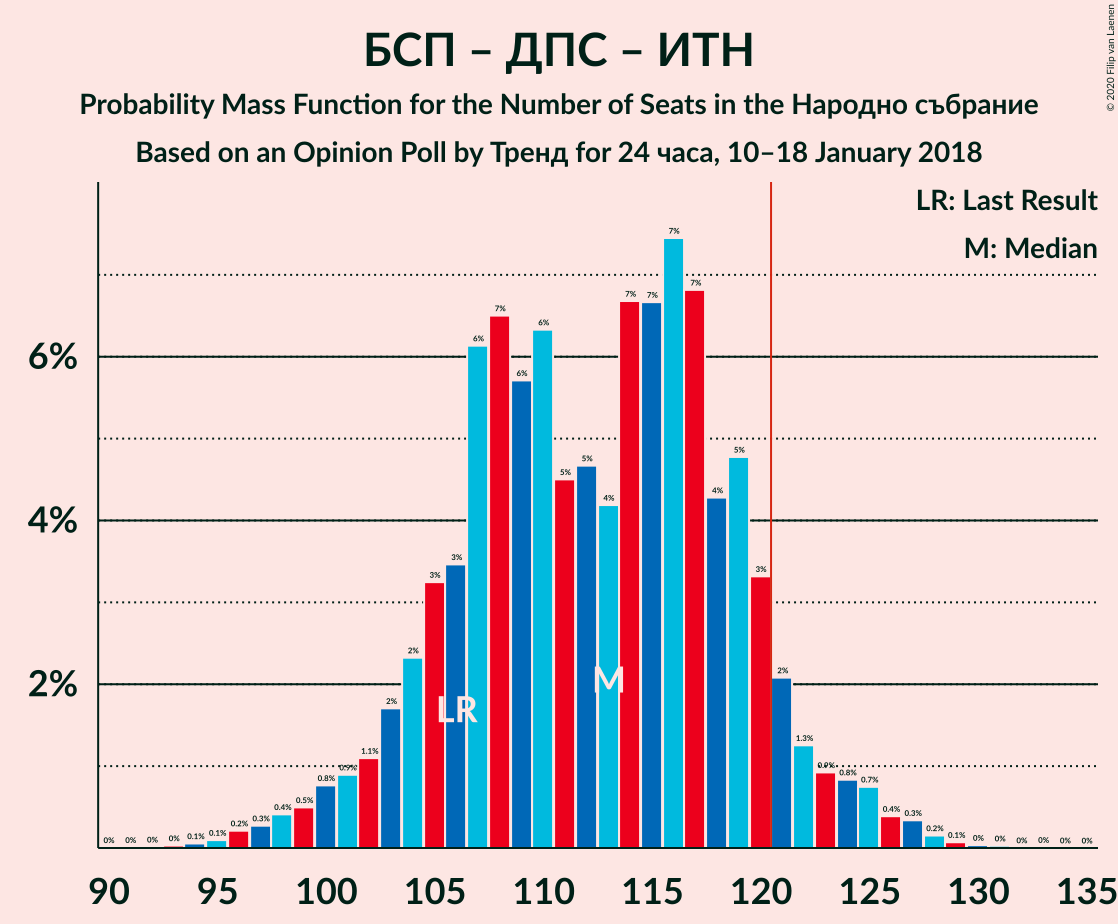 БСП – ДПС – ИТН
Probability Mass Function for the Number of Seats in the Народно събрание
Based on an Opinion Poll by Тренд for 24 часа, 10–18 January 2018
© 2020 Filip van Laenen
LR: Last Result
M: Median
6%
4%
2%
0% 0% 0% 0% 0.1% 0.1% 0.2% 0.3% 0.4% 0.5% 0.8% 0.9% 1.1% 2% 2% 3% 3% 6% 7% 6% 6% 5% 5% 4% 7% 7% 7% 7% 4% 5% 3% 2% 1.3% 0.9% 0.8% 0.7% 0.4% 0.3% 0.2% 0.1% 0% 0% 0% 0% 0% 0%
LR
M
90 95 100 105 110 115 120 125 130 135